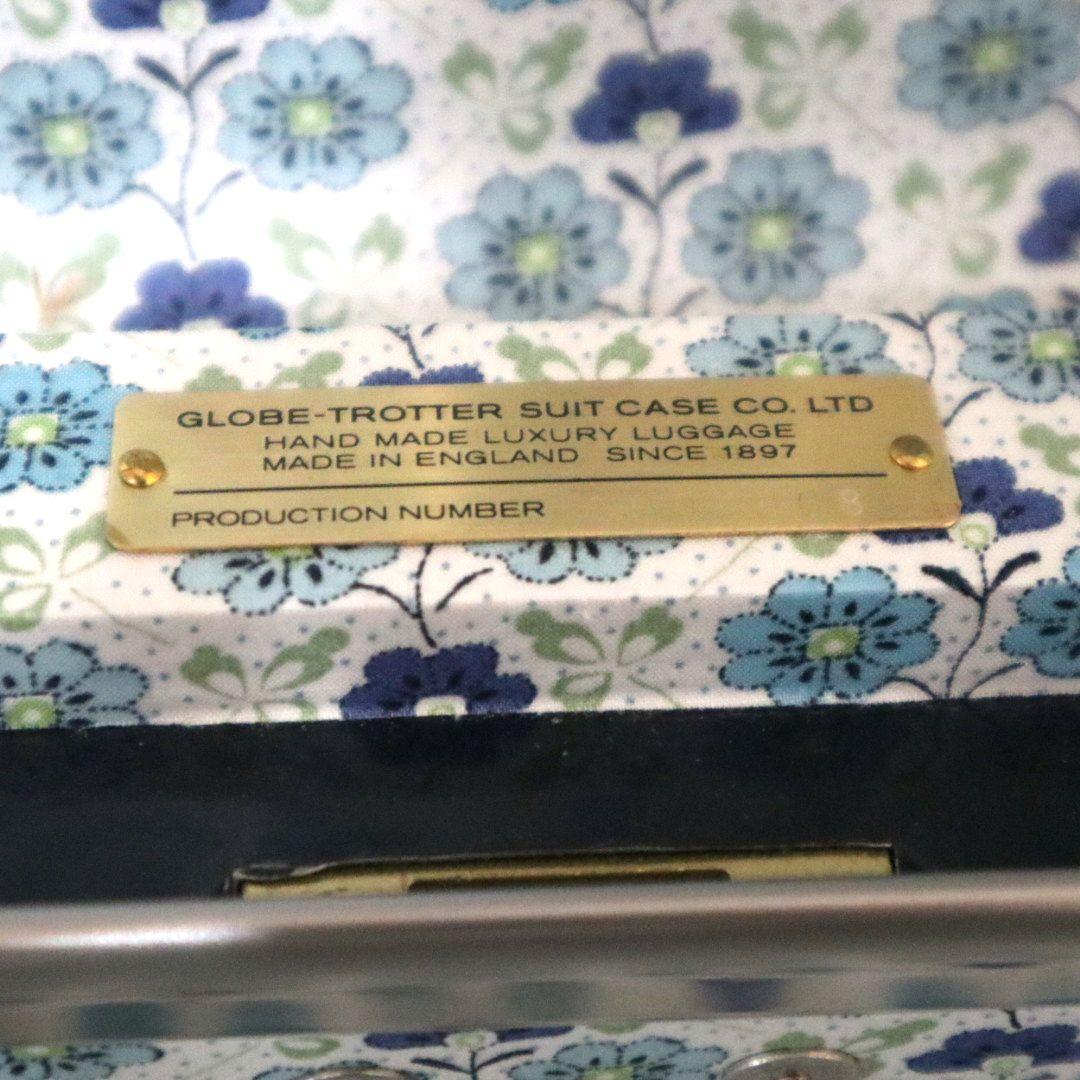 GLOBE-TROTTER SUIT CASE CO. LTD
HAND MADE LUXURY LUGGAGE
MADE IN ENGLAND SINCE 1897
PRODUCTION NUMBER